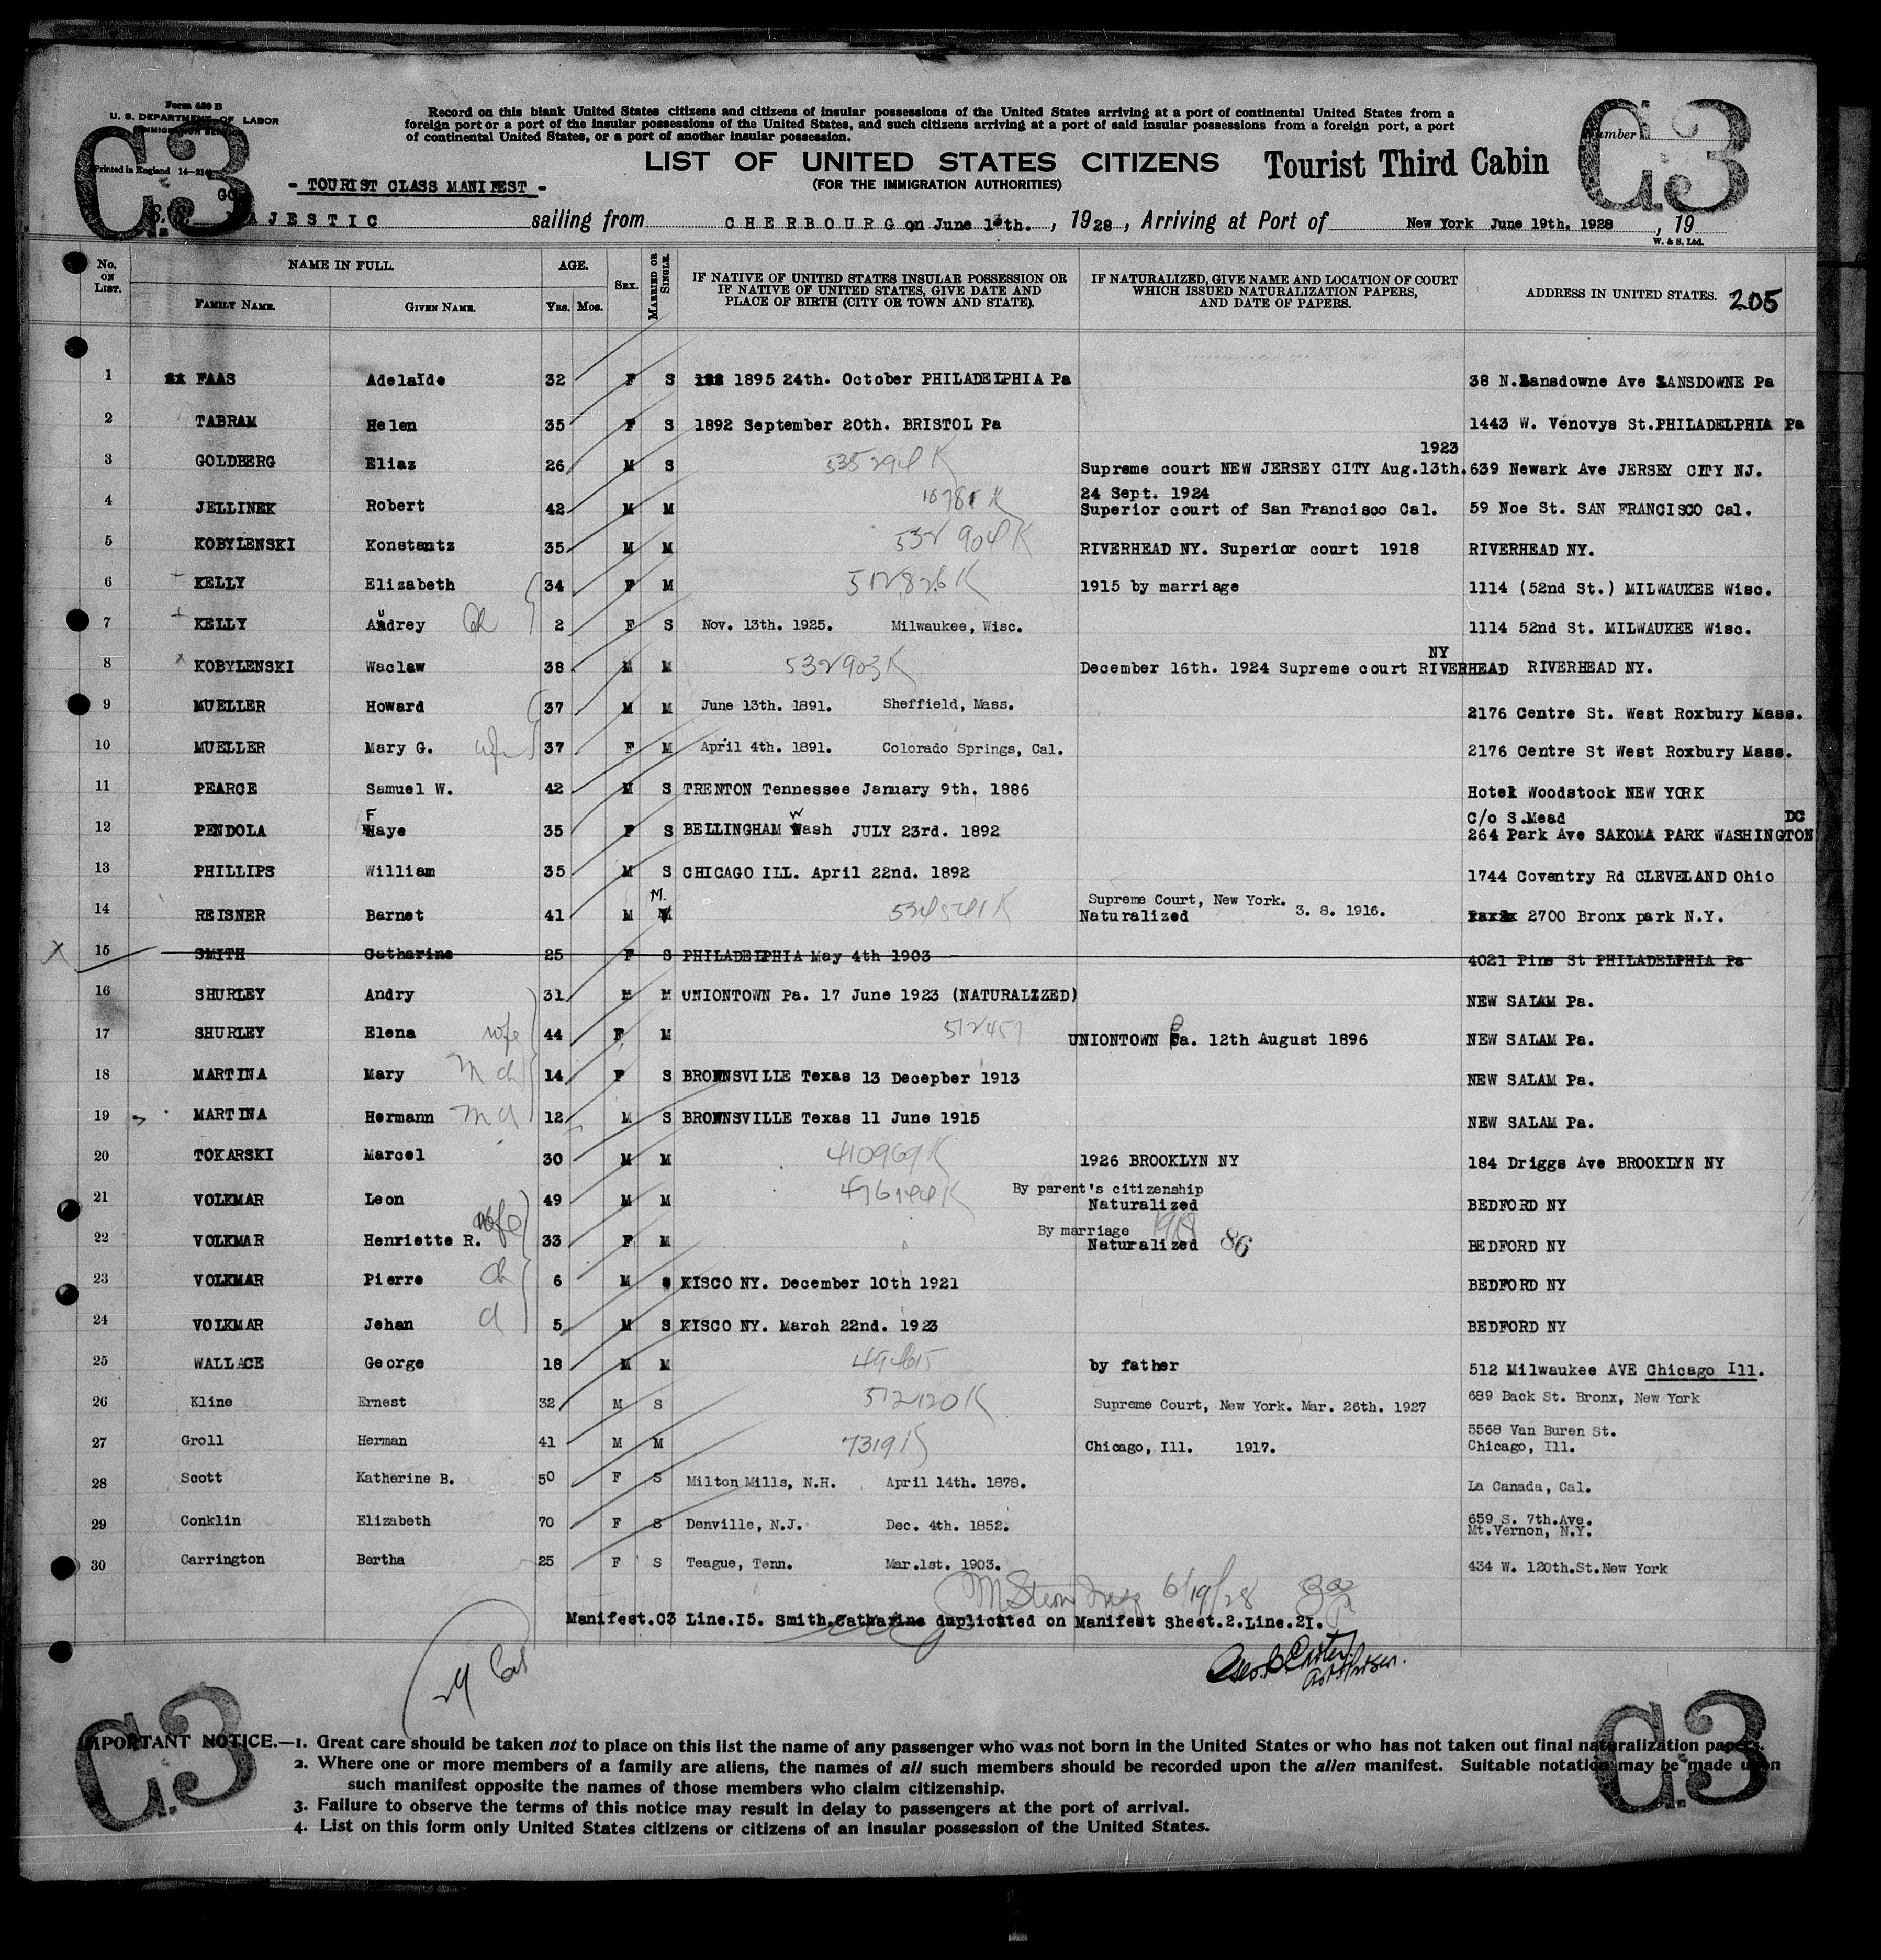 Form 630 B
U. S. DEPARTMENT OF LABOR
IMMIGRATION SERVICE
Printed in England 14—214
C3
C3
Number
Record on this blank United States citizens and citizens of insular possessions of the United States arriving at a port of continental United States from a
foreign port or a port of the insular possessions of the United States, and such citizens arriving at a port of said insular possessions from a foreign port, a port
of continental United States, or a port of another insular possession.
LIST OF UNITED STATES CITIZENS Tourist Third Cabin
(FOR THE IMMIGRATION AUTHORITIES)
- TOURIST CLASS MANIFEST -
S.S. MAJESTIC sailing from CHERBOURG on June 13th. , 1928 , Arriving at Port of New York June 19th. 1928 , 19
W. & S. Ltd.
No. ON LIST. NAME IN FULL. AGE. SEX. MARRIED OR SINGLE. IF NATIVE OF UNITED STATES INSULAR POSSESSION OR IF NATIVE OF UNITED STATES, GIVE DATE AND PLACE OF BIRTH (CITY OR TOWN AND STATE). IF NATURALIZED, GIVE NAME AND LOCATION OF COURT WHICH ISSUED NATURALIZATION PAPERS, AND DATE OF PAPERS. ADDRESS IN UNITED STATES. 205
FAMILY NAME. GIVEN NAME. Yrs. Mos.
1 FAAS Adelaïde 32 F S 1895 24th. October PHILADELPHIA Pa 38 N.Lansdowne Ave LANSDOWNE Pa
2 TABRAM Helen 35 F S 1892 September 20th. BRISTOL Pa 1443 W. Venovys St.PHILADELPHIA Pa
1923
3 GOLDBERG Eliaz 26 M S 535294 K Supreme court NEW JERSEY CITY Aug.13th. 639 Newark Ave JERSEY CITY NJ.
24 Sept. 1924
4 JELLINEK Robert 42 M M Superior court of San Francisco Cal. 59 Noe St. SAN FRANCISCO Cal.
5 KOBYLENSKI Konstantz 35 M M 532904 K RIVERHEAD NY. Superior court 1918 RIVERHEAD NY.
6 KELLY Elizabeth 34 F M 512826 K 1915 by marriage 1114 (52nd St.) MILWAUKEE Wisc.
7 KELLY Audrey Ch 2 F S Nov. 13th. 1925. Milwaukee, Wisc. 1114 52nd St. MILWAUKEE Wisc.
NY
8 x KOBYLENSKI Waclaw 38 M M 532903 K December 16th. 1924 Supreme court RIVERHEAD RIVERHEAD NY.
9 MUELLER Howard 37 M M June 13th. 1891. Sheffield, Mass. 2176 Centre St. West Roxbury Mass.
10 MUELLER Mary G. wfe 37 F M April 4th. 1891. Colorado Springs, Cal. 2176 Centre St West Roxbury Mass.
11 PEARCE Samuel W. 42 M S TRENTON Tennessee January 9th. 1886 Hotel Woodstock NEW YORK
C/o S.Mead DC
12 PENDOLA Faye 35 F S BELLINGHAM Wash JULY 23rd. 1892 264 Park Ave SAKOMA PARK WASHINGTON
13 PHILLIPS William 35 M S CHICAGO ILL. April 22nd. 1892 1744 Coventry Rd CLEVELAND Ohio
Supreme Court, New York.
14 REISNER Barnet 41 M M. 534541 K Naturalized 3. 8. 1916. 2700 Bronx park N.Y.
X 15 SMITH Catharine 25 F S PHILADELPHIA May 4th 1903 4021 Pine St PHILADELPHIA Pa
16 SHURLEY Andry 31 M M UNIONTOWN Pa. 17 June 1923 (NATURALIZED) NEW SALAM Pa.
17 SHURLEY Elena wife 44 F M 512451 UNIONTOWN Pa. 12th August 1896 NEW SALAM Pa.
18 MARTINA Mary M ch 14 F S BROWNSVILLE Texas 13 Decepber 1913 NEW SALAM Pa.
19 MARTINA Hermann M ch 12 M S BROWNSVILLE Texas 11 June 1915 NEW SALAM Pa.
20 TOKARSKI Marcel 30 M M 410969 K 1926 BROOKLYN NY 184 Driggs Ave BROOKLYN NY
By parent's citizenship
21 VOLKMAR Leon 49 M M Naturalized BEDFORD NY
By marriage 1918
22 VOLKMAR Henriette R. wife 33 F M Naturalized 86 BEDFORD NY
23 VOLKMAR Pierre ch 6 M KISCO NY. December 10th 1921 BEDFORD NY
24 VOLKMAR Jehan ch 5 M S KISCO NY. March 22nd. 1923 BEDFORD NY
25 WALLACE George 18 M M 494615 by father 512 Milwaukee AVE Chicago Ill.
26 Kline Ernest 32 M S 512120 K Supreme Court, New York. Mar. 26th. 1927 689 Back St. Bronx, New York
5568 Van Buren St.
27 Groll Herman 41 M M 7319 K Chicago, Ill. 1917. Chicago, Ill.
28 Scott Katherine B. 50 F S Milton Mills, N.H. April 14th. 1878. La Canada, Cal.
29 Conklin Elizabeth 70 F S Denville, N.J. Dec. 4th. 1852. 659 S. 7th.Ave.
Mt.Vernon, N.Y.
30 Carrington Bertha 25 F S Teague, Tenn. Mar.1st. 1903. 434 W. 120th.St.New York
M Stern Insp 6/19/28
Manifest.C3 Line.I5. Smith.Catharine duplicated on Manifest Sheet.2.Line.2I.
Geo. B. Carter
C3
C3
IMPORTANT NOTICE.—1. Great care should be taken not to place on this list the name of any passenger who was not born in the United States or who has not taken out final naturalization papers.
2. Where one or more members of a family are aliens, the names of all such members should be recorded upon the alien manifest. Suitable notation may be made upon
such manifest opposite the names of those members who claim citizenship.
3. Failure to observe the terms of this notice may result in delay to passengers at the port of arrival.
4. List on this form only United States citizens or citizens of an insular possession of the United States.